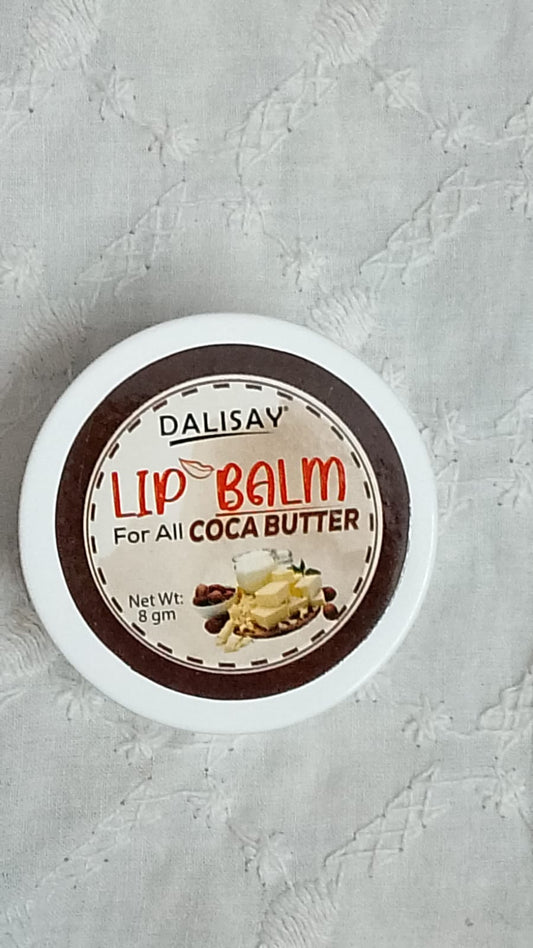 DALISAY
LIP BALM
For All COCA BUTTER
Net Wt:
8 gm